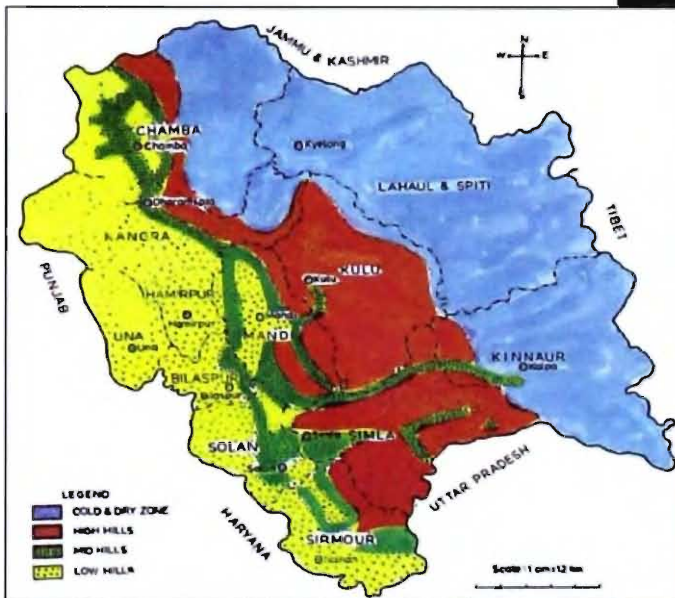 JAMMU & KASHMIR
N
W E
S
CHAMBA
Chamba
Kyelong
LAHAUL & SPITI
TIBET
KANGRA
KULU
Kulu
PUNJAB
HAMIRPUR
Hamirpur
MANDI
UNA
Una
KINNAUR
Kalpa
BILASPUR
SIMLA
SOLAN
UTTAR PRADESH
HARYANA
SIRMOUR
LEGEND
COLD & DRY ZONE
HIGH HILLS
MID HILLS
LOW HILLS